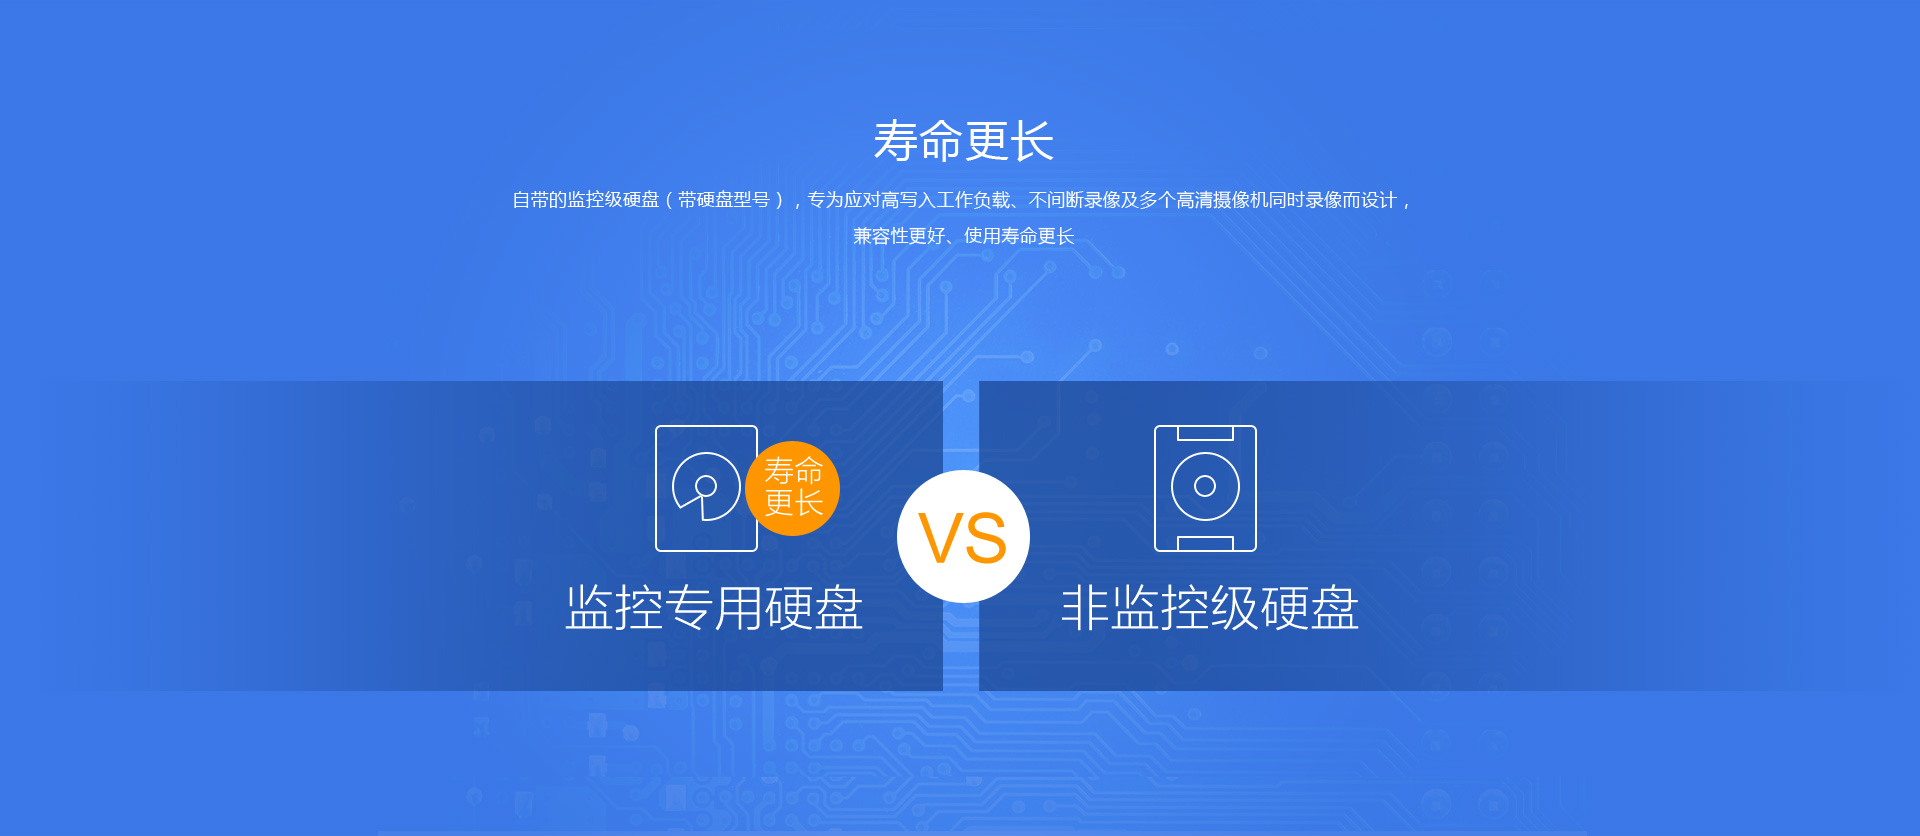 寿命更长
自带的监控级硬盘（带硬盘型号），专为应对高写入工作负载、不间断录像及多个高清摄像机同时录像而设计，
兼容性更好、使用寿命更长
寿命
更长
VS
监控专用硬盘
非监控级硬盘